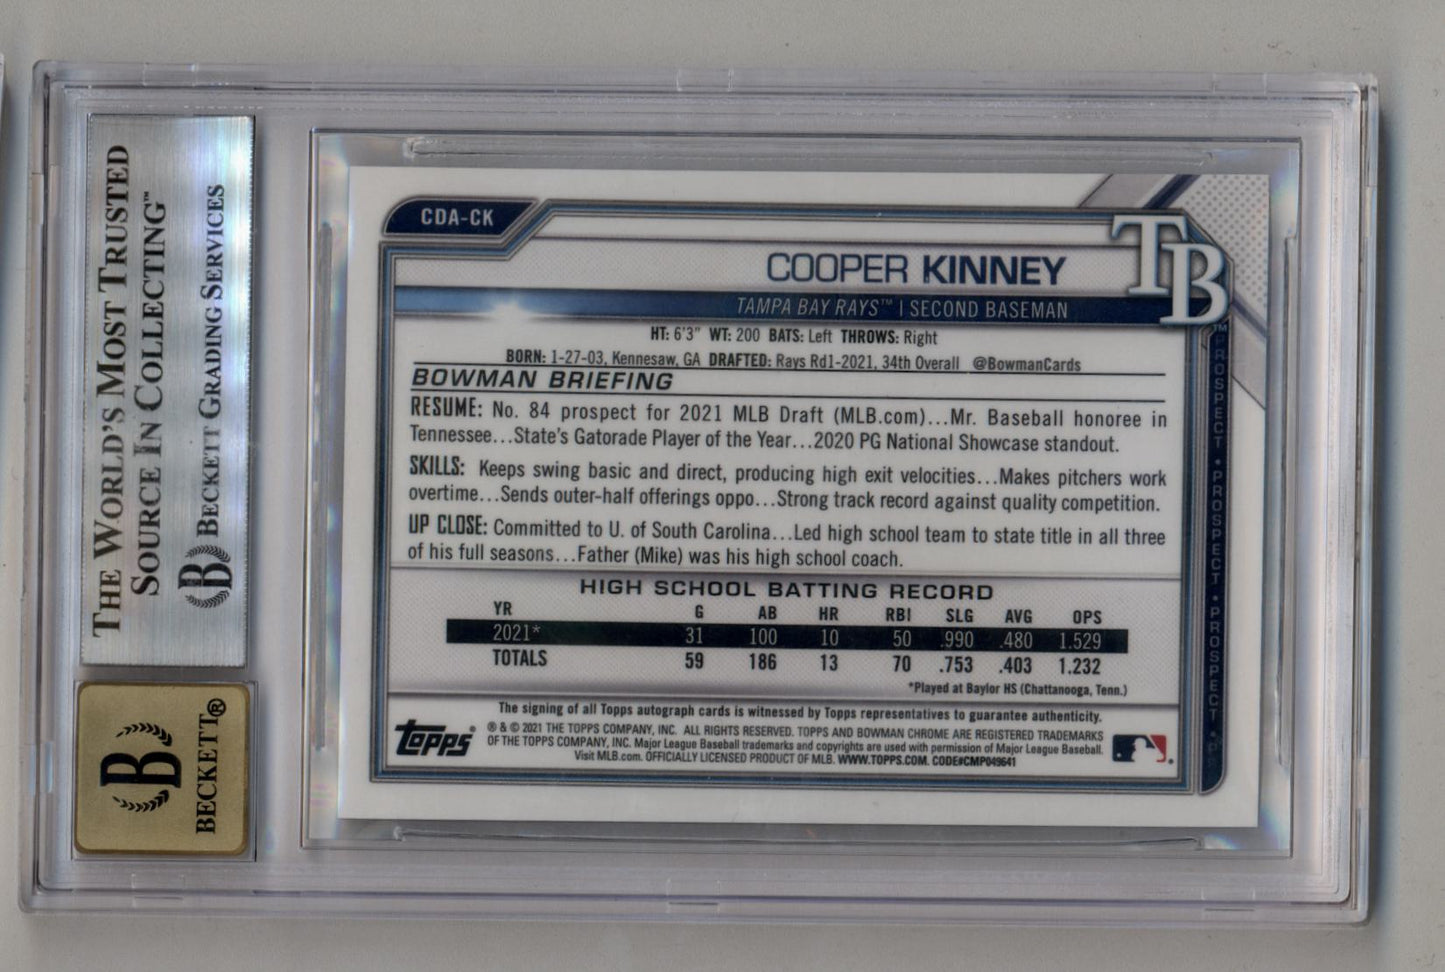 THE WORLD'S MOST TRUSTED
SOURCE IN COLLECTING™
B BECKETT GRADING SERVICES
B
BECKETT®
CDA-CK
TB
™
COOPER KINNEY
TAMPA BAY RAYS™ | SECOND BASEMAN
HT: 6'3" WT: 200 BATS: Left THROWS: Right
BORN: 1-27-03, Kennesaw, GA DRAFTED: Rays Rd1-2021, 34th Overall @BowmanCards
BOWMAN BRIEFING
RESUME: No. 84 prospect for 2021 MLB Draft (MLB.com)...Mr. Baseball honoree in
Tennessee...State's Gatorade Player of the Year...2020 PG National Showcase standout.
SKILLS: Keeps swing basic and direct, producing high exit velocities...Makes pitchers work
overtime...Sends outer-half offerings oppo...Strong track record against quality competition.
UP CLOSE: Committed to U. of South Carolina...Led high school team to state title in all three
of his full seasons...Father (Mike) was his high school coach.
HIGH SCHOOL BATTING RECORD
YR G AB HR RBI SLG AVG OPS
2021* 31 100 10 50 .990 .480 1.529
TOTALS 59 186 13 70 .753 .403 1.232
*Played at Baylor HS (Chattanooga, Tenn.)
The signing of all Topps autograph cards is witnessed by Topps representatives to guarantee authenticity.
Topps ® & © 2021 THE TOPPS COMPANY, INC. ALL RIGHTS RESERVED. TOPPS AND BOWMAN CHROME ARE REGISTERED TRADEMARKS
OF THE TOPPS COMPANY, INC. Major League Baseball trademarks and copyrights are used with permission of Major League Baseball.
Visit MLB.com. OFFICIALLY LICENSED PRODUCT OF MLB. WWW.TOPPS.COM. CODE#CMP049641
PROSPECT • PROSPECT • PROSPECT •